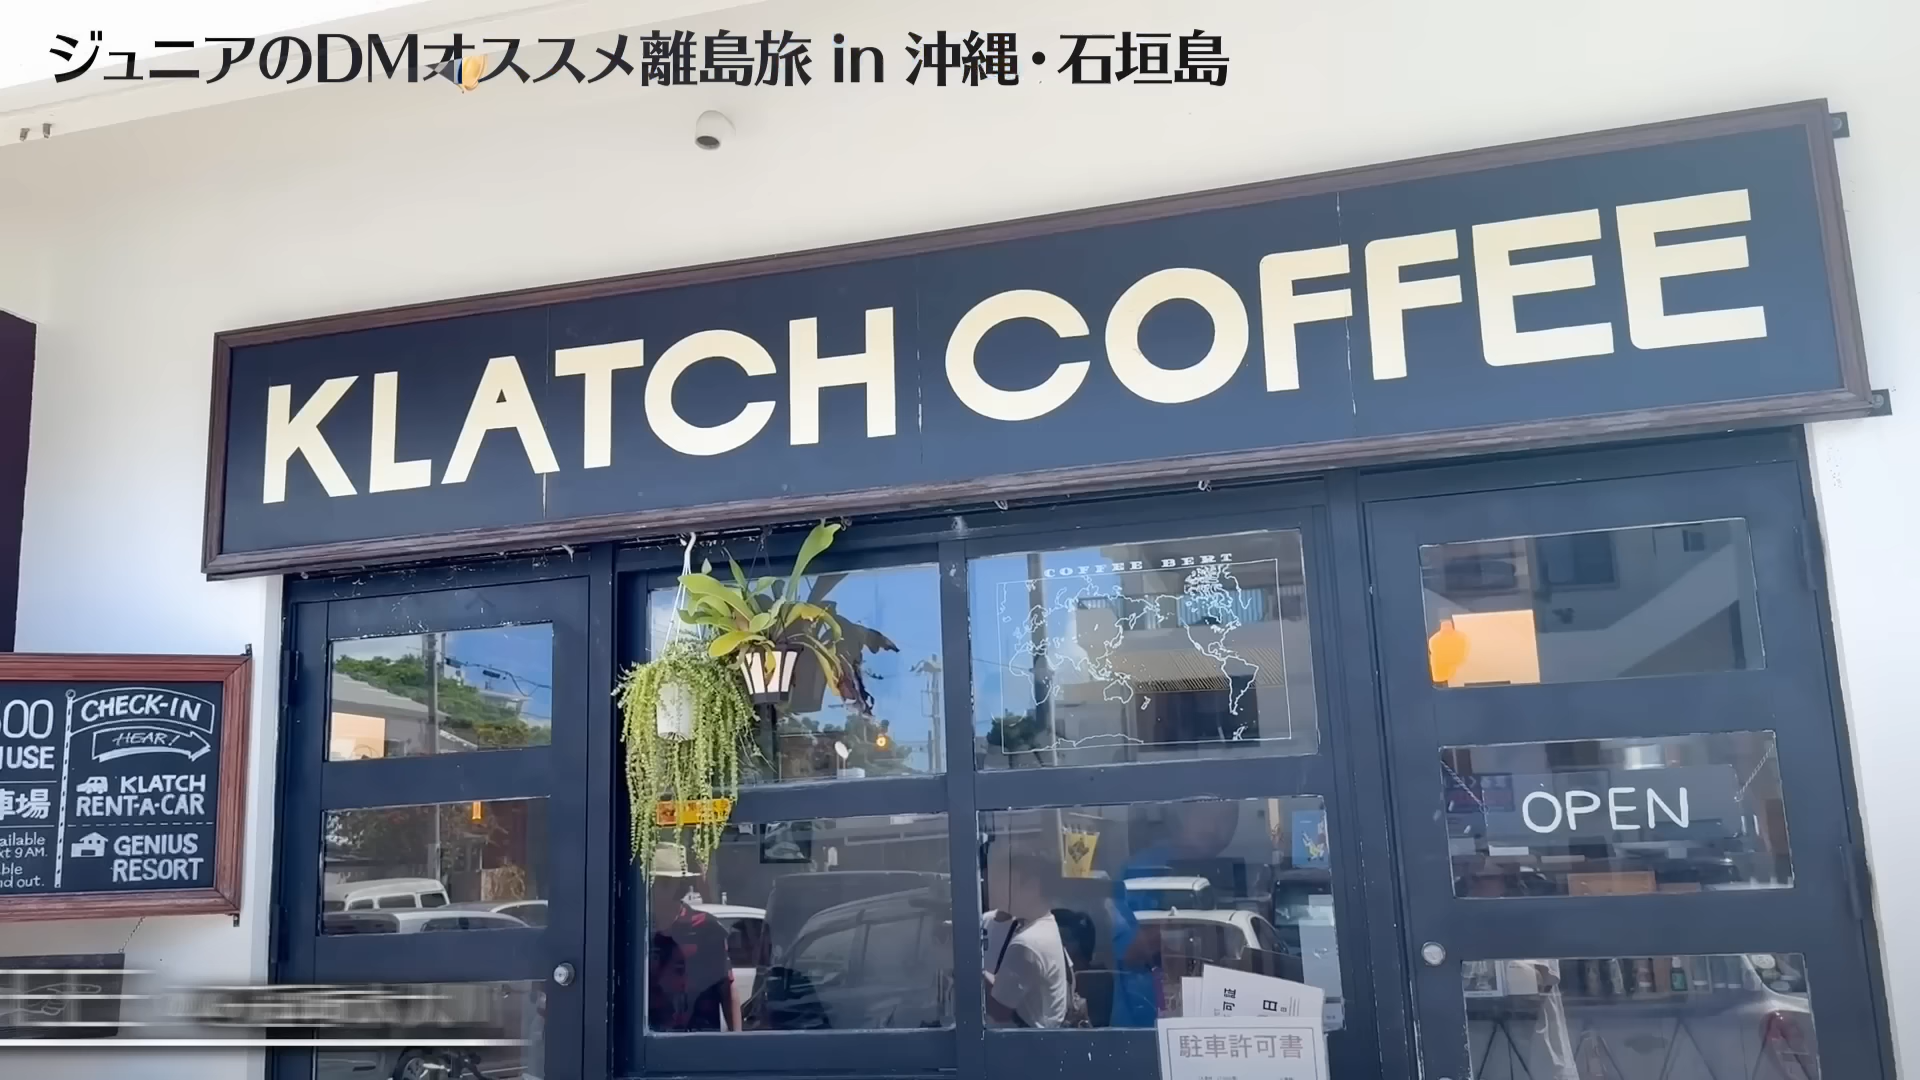 ジュニアのDMオススメ離島旅 in 沖縄・石垣島
KLATCH COFFEE
COFFEE BERT
CHECK-IN
HEAR!
KLATCH
RENT-A-CAR
GENIUS
RESORT
OPEN
駐車許可書